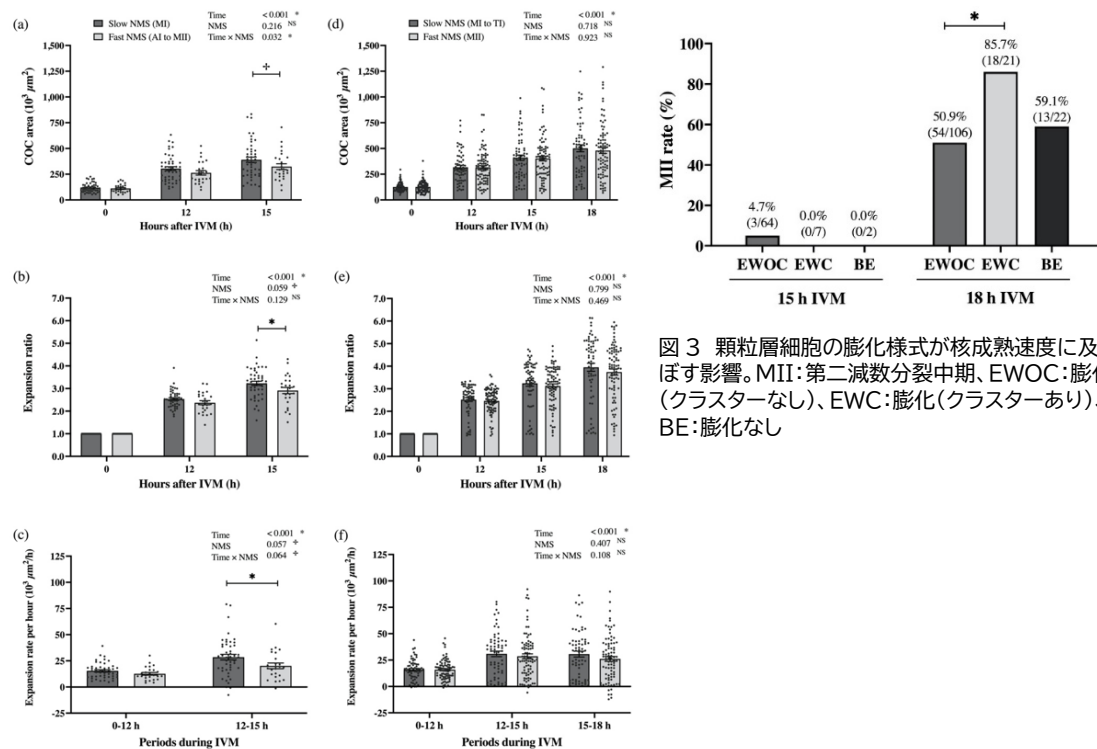 (a)
Slow NMS (MI)
Fast NMS (AI to MII)
Time < 0.001 *
NMS 0.216 NS
Time × NMS 0.032 *
COC area (10³ µm²)
1,500
1,250
1,000
750
500
250
0
‡
0 12 15
Hours after IVM (h)
(d)
Slow NMS (MI to TI)
Fast NMS (MII)
Time < 0.001 *
NMS 0.718 NS
Time × NMS 0.923 NS
COC area (10³ µm²)
1,500
1,250
1,000
750
500
250
0
0 12 15 18
Hours after IVM (h)
(b)
Time < 0.001 *
NMS 0.059 ‡
Time × NMS 0.129 NS
Expansion ratio
7.0
6.0
5.0
4.0
3.0
2.0
1.0
0.0
*
0 12 15
Hours after IVM (h)
(e)
Time < 0.001 *
NMS 0.799 NS
Time × NMS 0.469 NS
Expansion ratio
7.0
6.0
5.0
4.0
3.0
2.0
1.0
0.0
0 12 15 18
Hours after IVM (h)
(c)
Time < 0.001 *
NMS 0.057 ‡
Time × NMS 0.064 ‡
Expansion rate per hour (10³ µm²/h)
125
100
75
50
25
0
-25
*
0-12 h 12-15 h
Periods during IVM
(f)
Time < 0.001 *
NMS 0.407 NS
Time × NMS 0.108 NS
Expansion rate per hour (10³ µm²/h)
125
100
75
50
25
0
-25
0-12 h 12-15 h 15-18 h
Periods during IVM
MII rate (%)
100
80
60
40
20
0
*
4.7%
(3/64)
0.0%
(0/7)
0.0%
(0/2)
50.9%
(54/106)
85.7%
(18/21)
59.1%
(13/22)
EWOC EWC BE EWOC EWC BE
15 h IVM 18 h IVM
図3 顆粒層細胞の膨化様式が核成熟速度に及
ぼす影響。MII:第二減数分裂中期、EWOC:膨化
(クラスターなし)、EWC:膨化(クラスターあり)、
BE:膨化なし